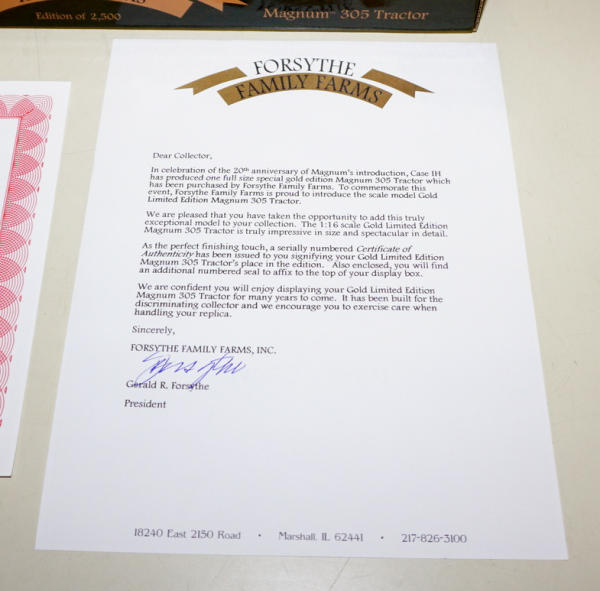 Edition of 2,500
Magnum™ 305 Tractor
FORSYTHE
FAMILY FARMS
Dear Collector,
In celebration of the 20th anniversary of Magnum's introduction, Case IH
has produced one full size special gold edition Magnum 305 Tractor which
has been purchased by Forsythe Family Farms. To commemorate this
event, Forsythe Family Farms is proud to introduce the scale model Gold
Limited Edition Magnum 305 Tractor.
We are pleased that you have taken the opportunity to add this truly
exceptional model to your collection. The 1:16 scale Gold Limited Edition
Magnum 305 Tractor is truly impressive in size and spectacular in detail.
As the perfect finishing touch, a serially numbered Certificate of
Authenticity has been issued to you signifying your Gold Limited Edition
Magnum 305 Tractor's place in the edition. Also enclosed, you will find
an additional numbered seal to affix to the top of your display box.
We are confident you will enjoy displaying your Gold Limited Edition
Magnum 305 Tractor for many years to come. It has been built for the
discriminating collector and we encourage you to exercise care when
handling your replica.
Sincerely,
FORSYTHE FAMILY FARMS, INC.
Gerald R. Forsythe
President
18240 East 2150 Road • Marshall, IL 62441 • 217-826-3100